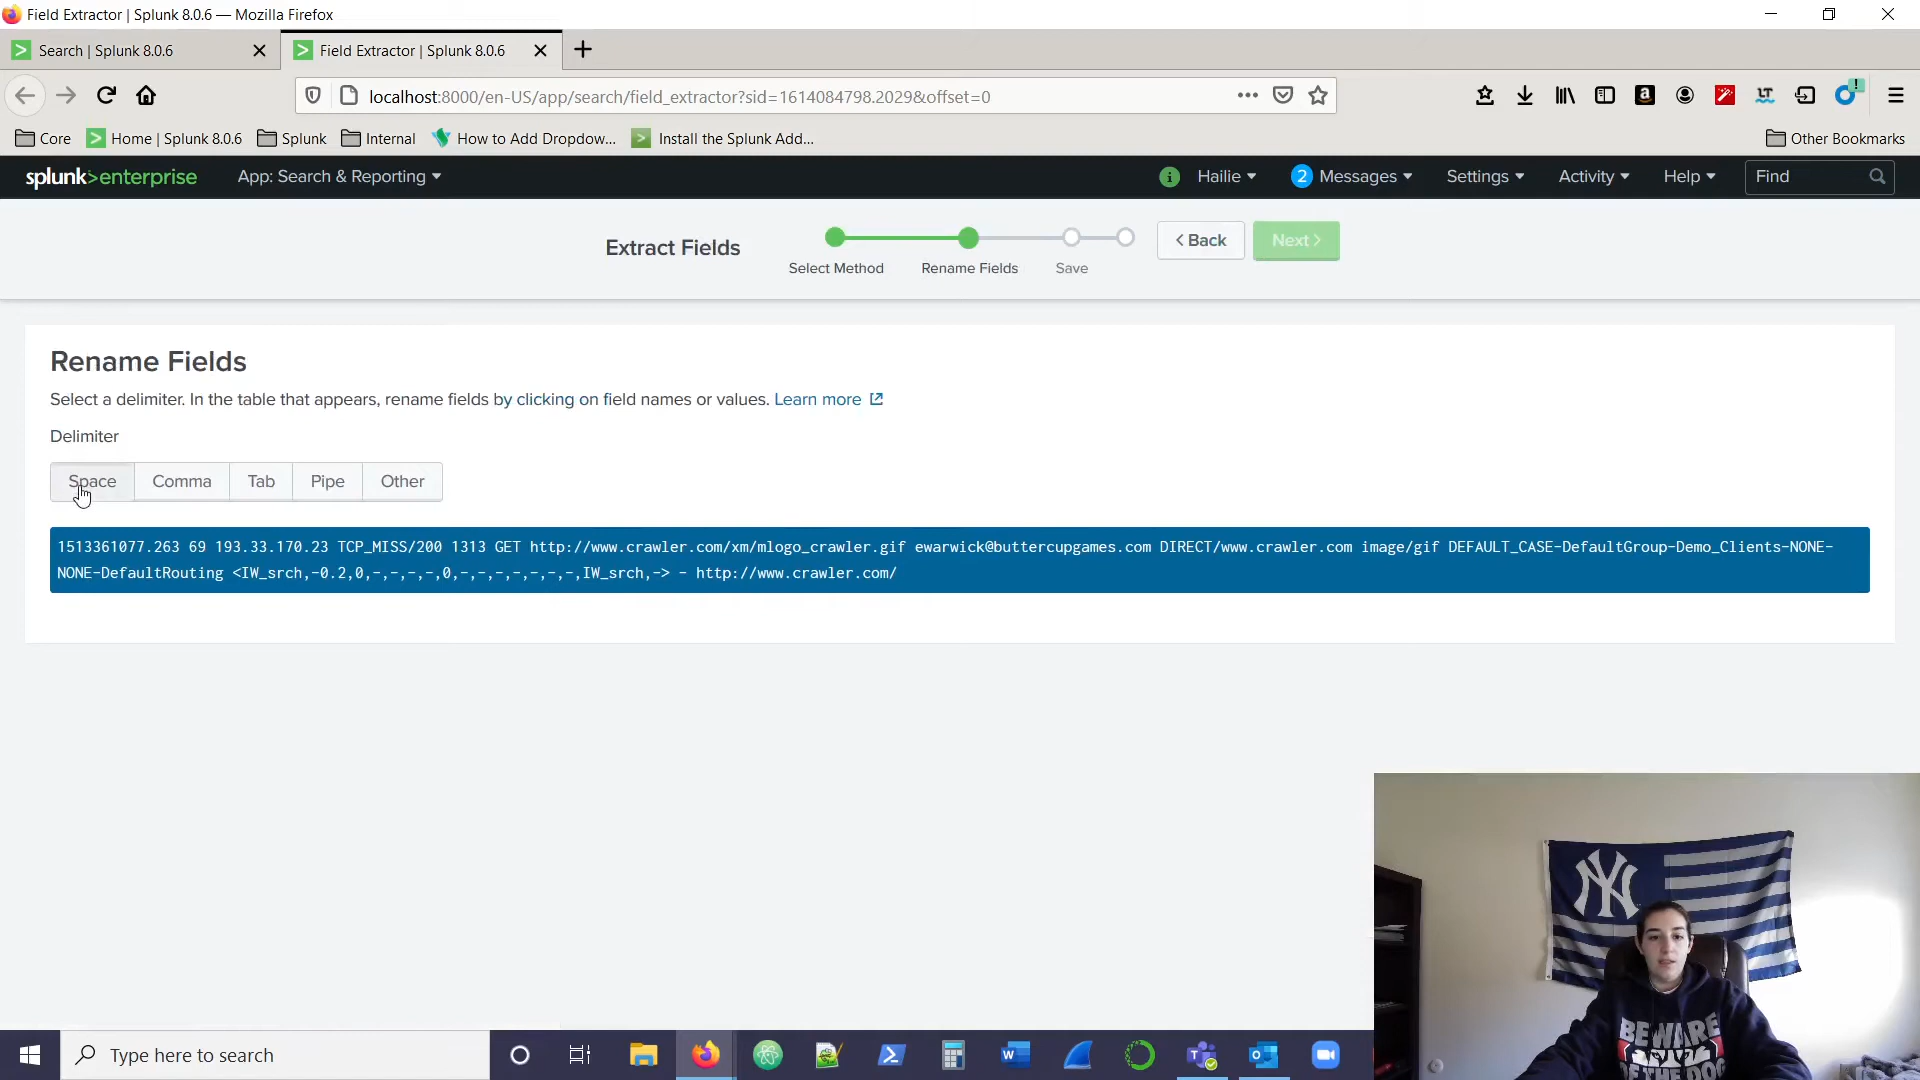 Field Extractor | Splunk 8.0.6 — Mozilla Firefox
Search | Splunk 8.0.6
Field Extractor | Splunk 8.0.6
localhost:8000/en-US/app/search/field_extractor?sid=1614084798.2029&offset=0
Core
Home | Splunk 8.0.6
Splunk
Internal
How to Add Dropdow...
Install the Splunk Add...
Other Bookmarks
splunk>enterprise
App: Search & Reporting
Hailie
2 Messages
Settings
Activity
Help
Find
Extract Fields
Select Method
Rename Fields
Save
< Back
Next >
Rename Fields
Select a delimiter. In the table that appears, rename fields by clicking on field names or values. Learn more
Delimiter
Space
Comma
Tab
Pipe
Other
1513361077.263 69 193.33.170.23 TCP_MISS/200 1313 GET http://www.crawler.com/xm/mlogo_crawler.gif ewarwick@buttercupgames.com DIRECT/www.crawler.com image/gif DEFAULT_CASE-DefaultGroup-Demo_Clients-NONE-
NONE-DefaultRouting <IW_srch,-0.2,0,-,-,-,-,0,-,-,-,-,-,-,-,IW_srch,-> - http://www.crawler.com/
NY
BEWARE
OF THE DOG
Type here to search